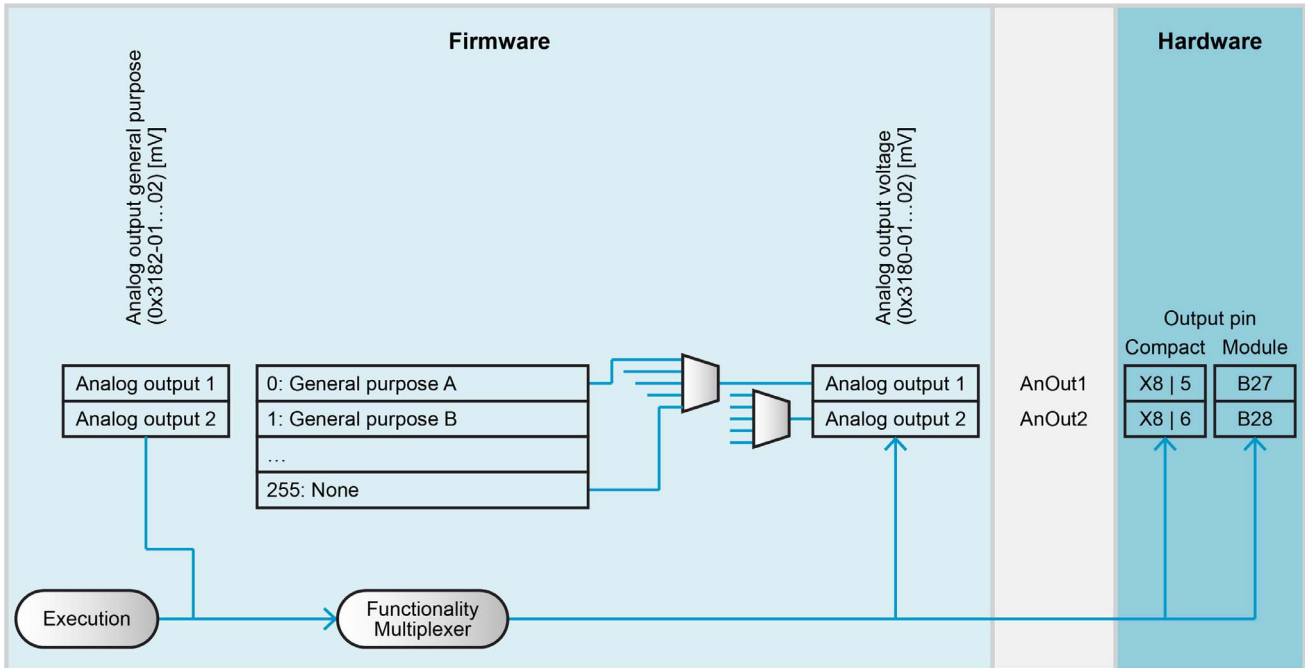 Firmware
Hardware
Analog output general purpose
(0x3182-01…02) [mV]
Analog output voltage
(0x3180-01…02) [mV]
Output pin
Compact Module
Analog output 1
0: General purpose A
Analog output 1
AnOut1
X8 | 5
B27
Analog output 2
1: General purpose B
Analog output 2
AnOut2
X8 | 6
B28
…
255: None
Execution
Functionality
Multiplexer